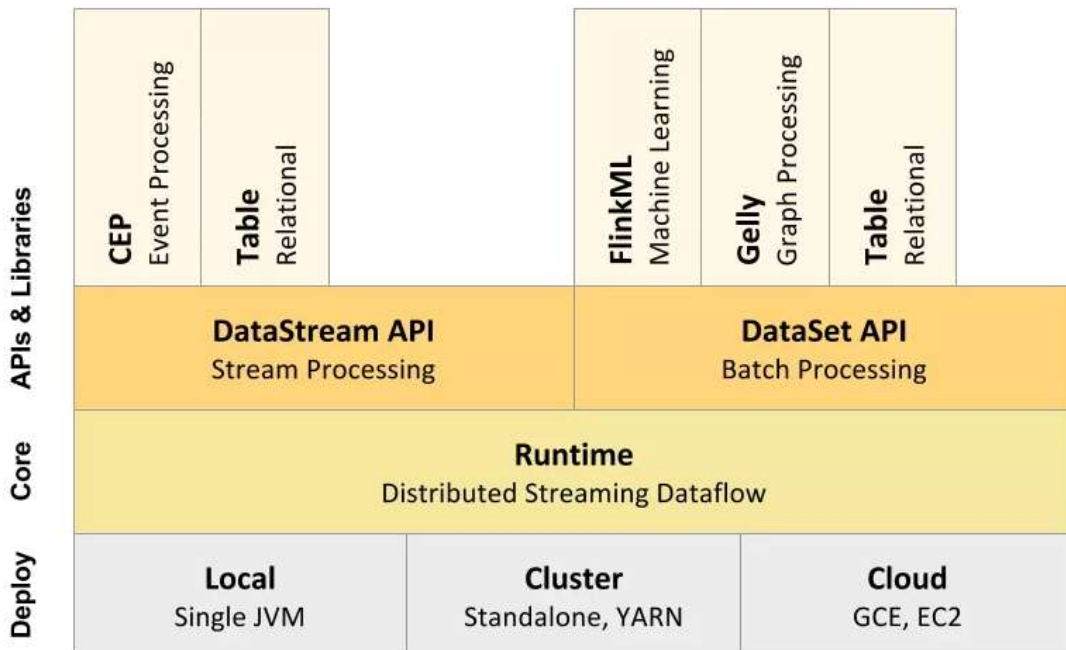 CEP
Event Processing
Table
Relational
FlinkML
Machine Learning
Gelly
Graph Processing
Table
Relational
APIs & Libraries
DataStream API
Stream Processing
DataSet API
Batch Processing
Core
Runtime
Distributed Streaming Dataflow
Deploy
Local
Single JVM
Cluster
Standalone, YARN
Cloud
GCE, EC2